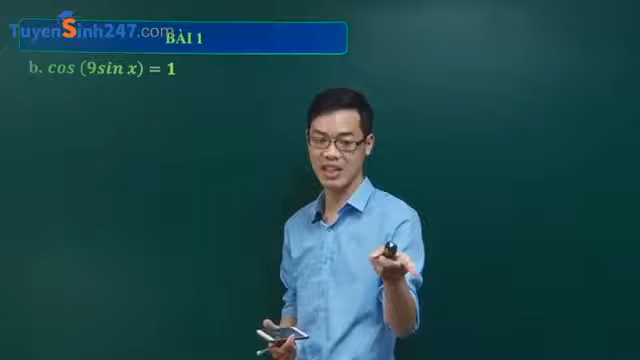 TuyenSinh247.com
BÀI 1
b. cos (9sin x) = 1